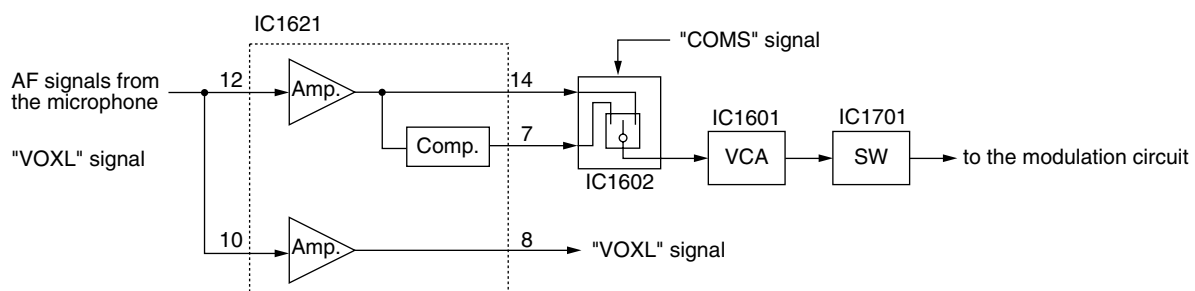 IC1621
"COMS" signal
AF signals from
the microphone
12
Amp.
14
7
Comp.
IC1601
IC1701
"VOXL" signal
VCA
SW
to the modulation circuit
IC1602
10
Amp.
8
"VOXL" signal